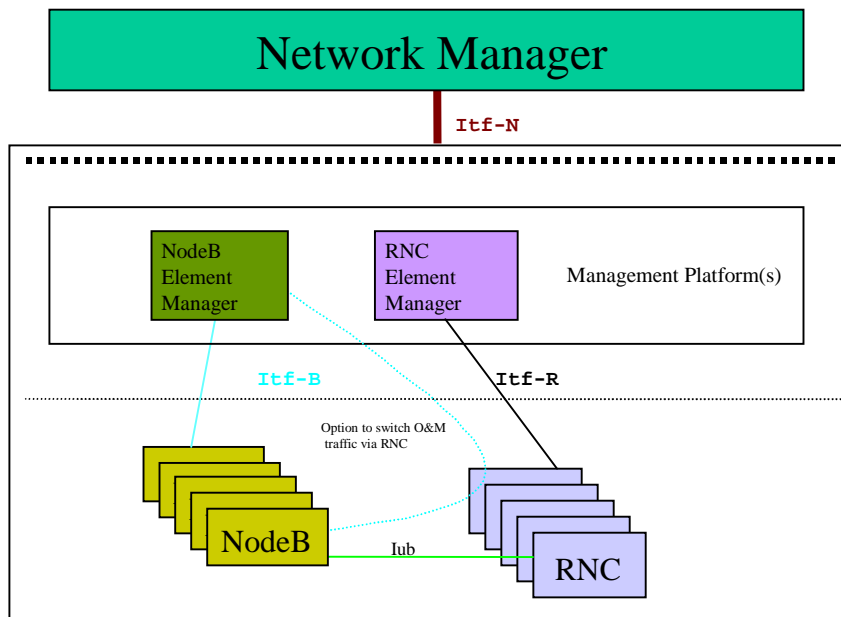 Network Manager
Itf-N
NodeB
Element
Manager
RNC
Element
Manager
Management Platform(s)
Itf-B
Itf-R
Option to switch O&M
traffic via RNC
NodeB
Iub
RNC